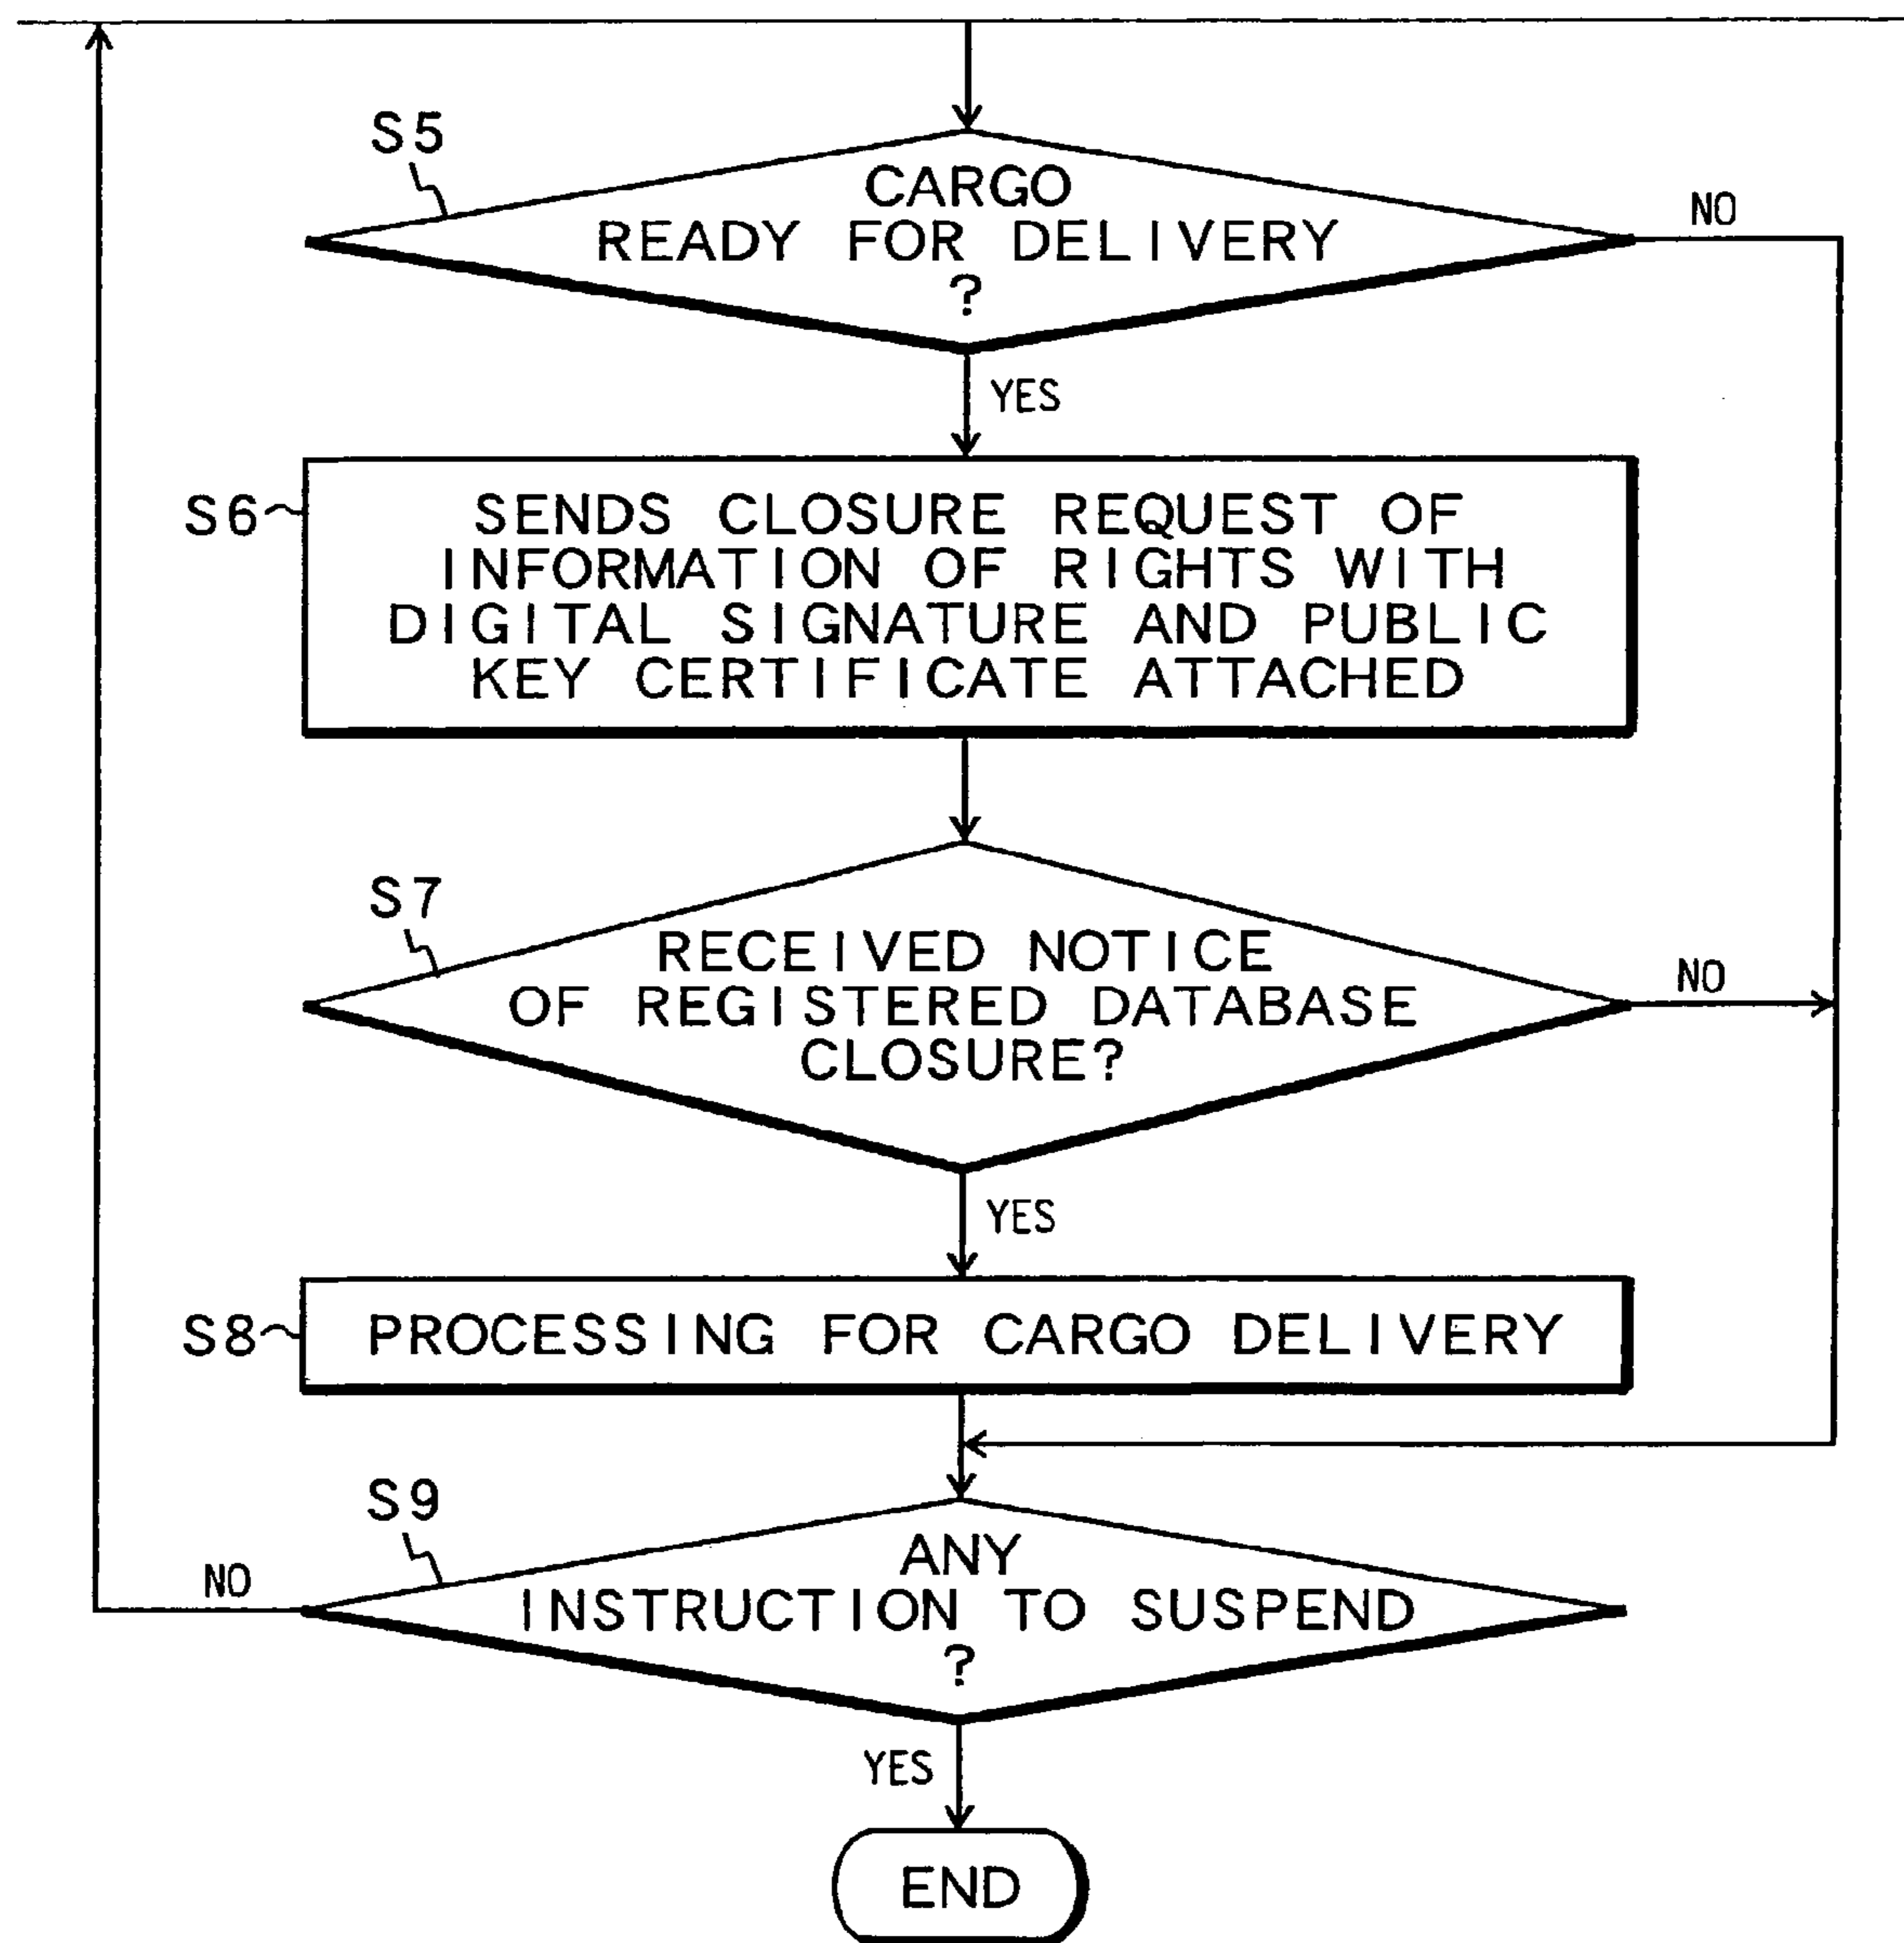 S5
CARGO
READY FOR DELIVERY
?
NO
YES
S6
SENDS CLOSURE REQUEST OF
INFORMATION OF RIGHTS WITH
DIGITAL SIGNATURE AND PUBLIC
KEY CERTIFICATE ATTACHED
S7
RECEIVED NOTICE
OF REGISTERED DATABASE
CLOSURE?
NO
YES
S8
PROCESSING FOR CARGO DELIVERY
S9
ANY
INSTRUCTION TO SUSPEND
?
NO
YES
END